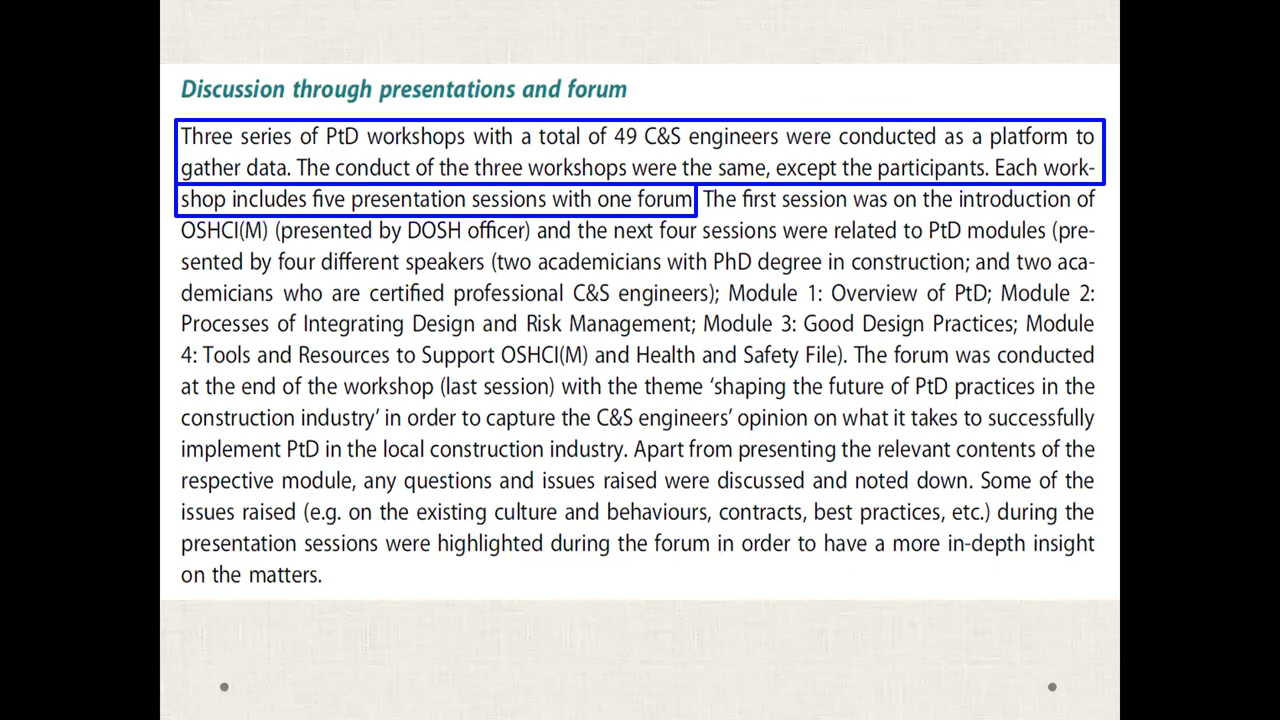 Discussion through presentations and forum
Three series of PtD workshops with a total of 49 C&S engineers were conducted as a platform to
gather data. The conduct of the three workshops were the same, except the participants. Each work-
shop includes five presentation sessions with one forum. The first session was on the introduction of
OSHCI(M) (presented by DOSH officer) and the next four sessions were related to PtD modules (pre-
sented by four different speakers (two academicians with PhD degree in construction; and two aca-
demicians who are certified professional C&S engineers); Module 1: Overview of PtD; Module 2:
Processes of Integrating Design and Risk Management; Module 3: Good Design Practices; Module
4: Tools and Resources to Support OSHCI(M) and Health and Safety File). The forum was conducted
at the end of the workshop (last session) with the theme ‘shaping the future of PtD practices in the
construction industry’ in order to capture the C&S engineers’ opinion on what it takes to successfully
implement PtD in the local construction industry. Apart from presenting the relevant contents of the
respective module, any questions and issues raised were discussed and noted down. Some of the
issues raised (e.g. on the existing culture and behaviours, contracts, best practices, etc.) during the
presentation sessions were highlighted during the forum in order to have a more in-depth insight
on the matters.